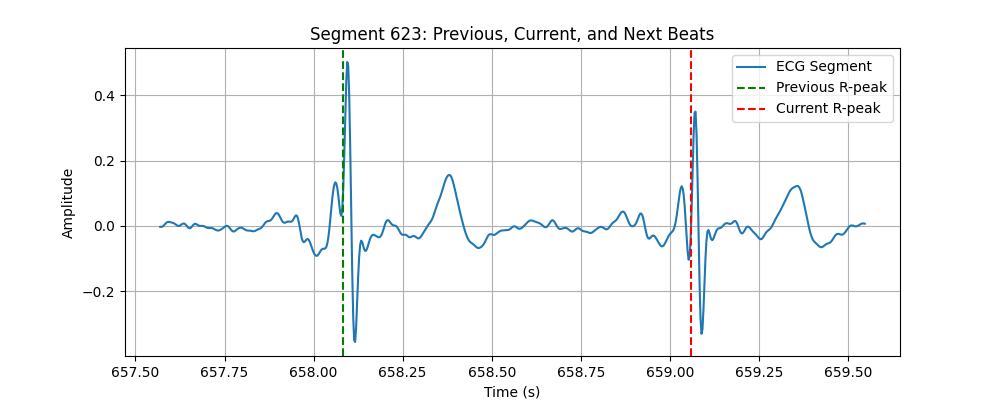 Segment 623: Previous, Current, and Next Beats
ECG Segment
Previous R-peak
Current R-peak
Amplitude
0.4
0.2
0.0
−0.2
657.50 657.75 658.00 658.25 658.50 658.75 659.00 659.25 659.50
Time (s)